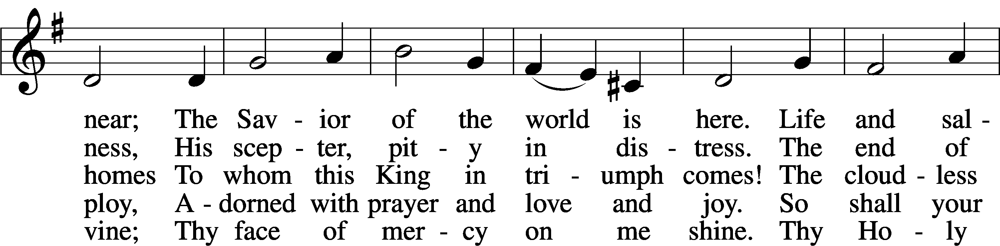 near; The Sav - ior of the world is here. Life and sal -
ness, His scep - ter, pit - y in dis - tress. The end of
homes To whom this King in tri - umph comes! The cloud - less
ploy, A - dorned with prayer and love and joy. So shall your
vine; Thy face of mer - cy on me shine. Thy Ho - ly